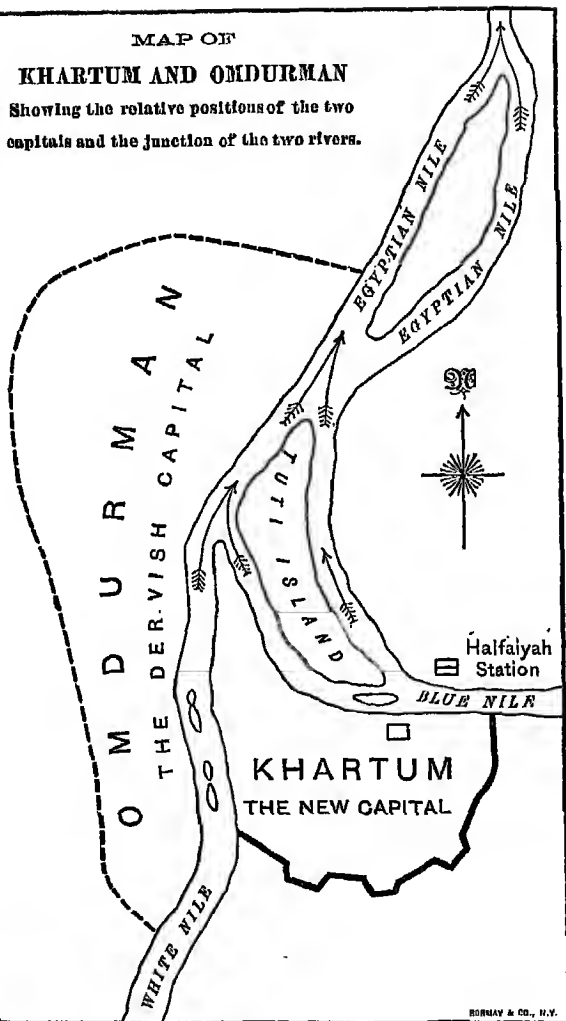 MAP OF
KHARTUM AND OMDURMAN
Showing the relative positions of the two
capitals and the junction of the two rivers.
EGYPTIAN NILE
EGYPTIAN NILE
N
OMDURMAN
THE DER.VISH CAPITAL
TUTI ISLAND
Halfaiyah
Station
BLUE NILE
KHARTUM
THE NEW CAPITAL
WHITE NILE
BORMAY & CO., N.Y.